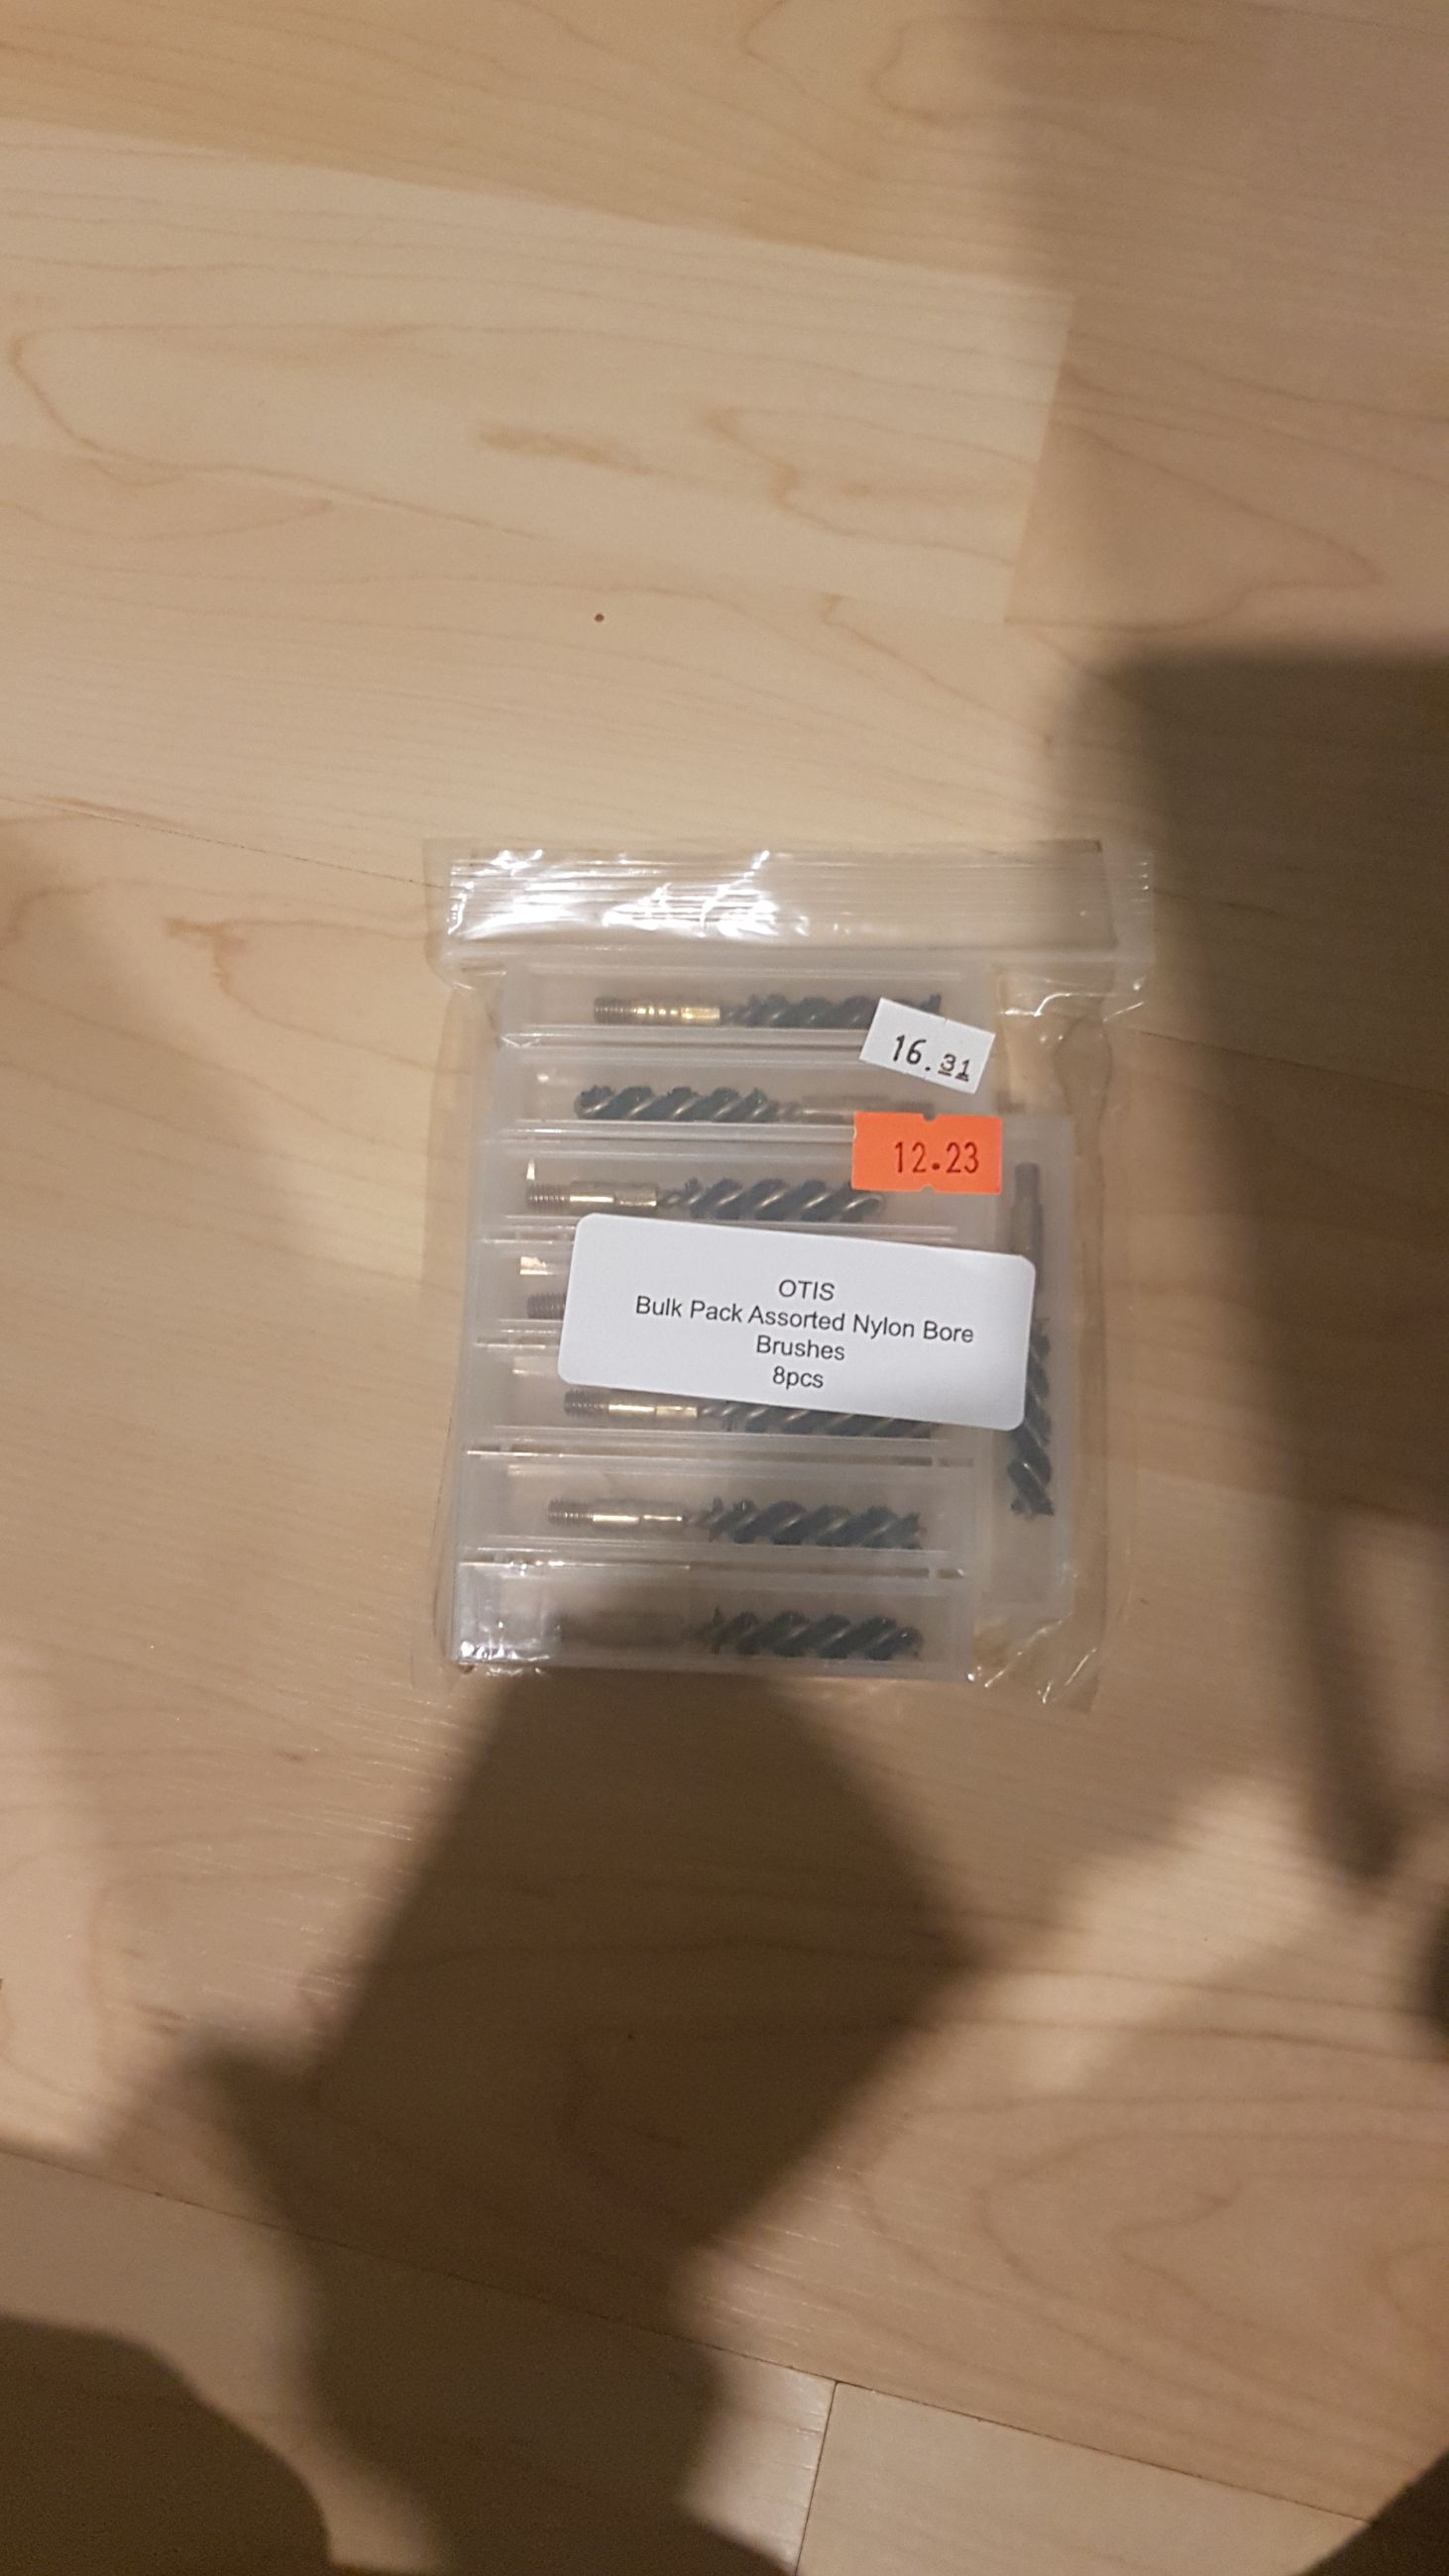 16.31
12.23
OTIS
Bulk Pack Assorted Nylon Bore
Brushes
8pcs